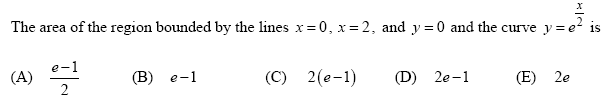 The area of the region bounded by the lines x = 0, x = 2, and y = 0 and the curve y = e^{x/2} is
(A) (e−1)/2 (B) e−1 (C) 2(e−1) (D) 2e−1 (E) 2e